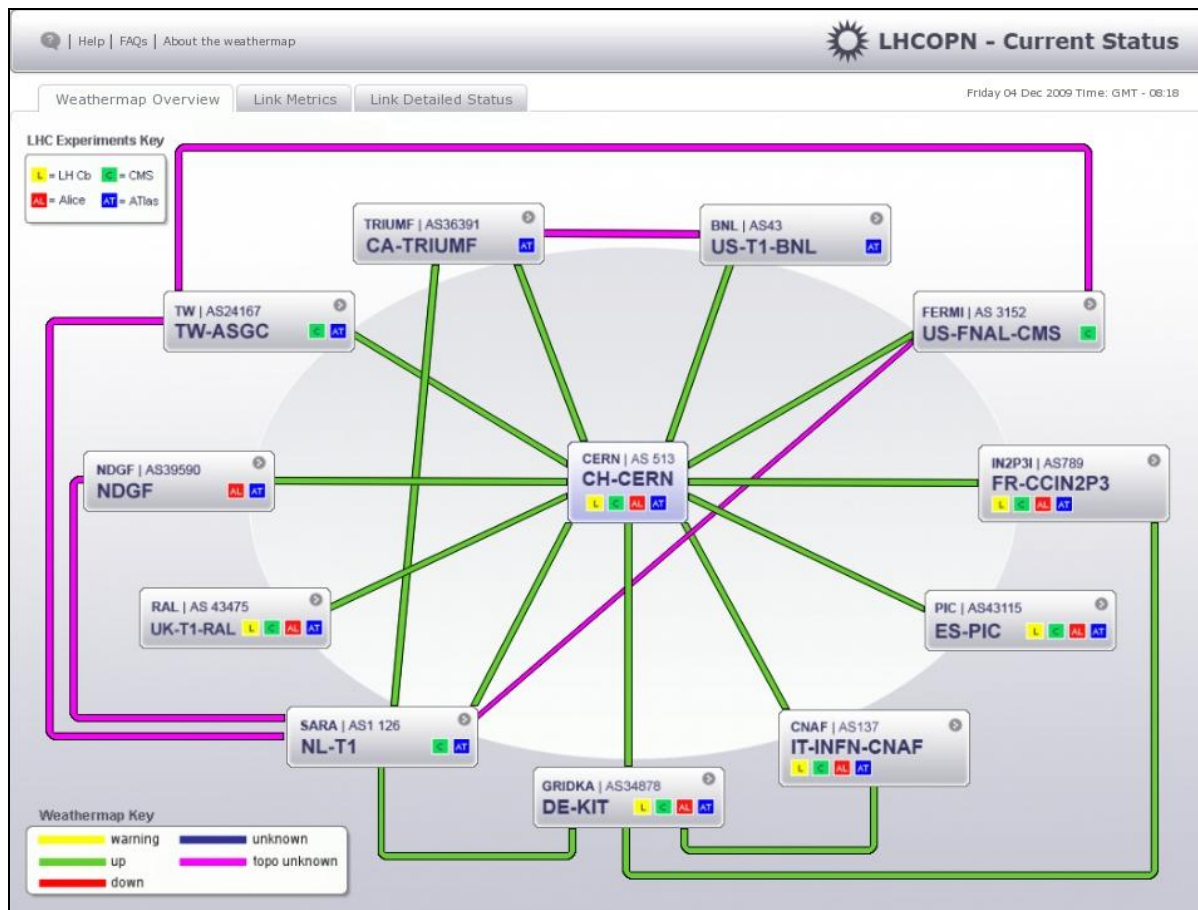 ? | Help | FAQs | About the weathermap
LHCOPN - Current Status
Weathermap Overview
Link Metrics
Link Detailed Status
Friday 04 Dec 2009 Time: GMT - 08:18
LHC Experiments Key
L = LH Cb C = CMS
AL = Alice AT = ATlas
TRIUMF | AS36391
CA-TRIUMF AT
BNL | AS43
US-T1-BNL AT
TW | AS24167
TW-ASGC C AT
FERMI | AS 3152
US-FNAL-CMS C
CERN | AS 513
CH-CERN
L C AL AT
NDGF | AS39590
NDGF AL AT
IN2P3I | AS789
FR-CCIN2P3
L C AL AT
RAL | AS 43475
UK-T1-RAL L C AL AT
PIC | AS43115
ES-PIC L C AL AT
SARA | AS1 126
NL-T1 C AT
CNAF | AS137
IT-INFN-CNAF
L C AL AT
GRIDKA | AS34878
DE-KIT L C AL AT
Weathermap Key
warning unknown
up topo unknown
down